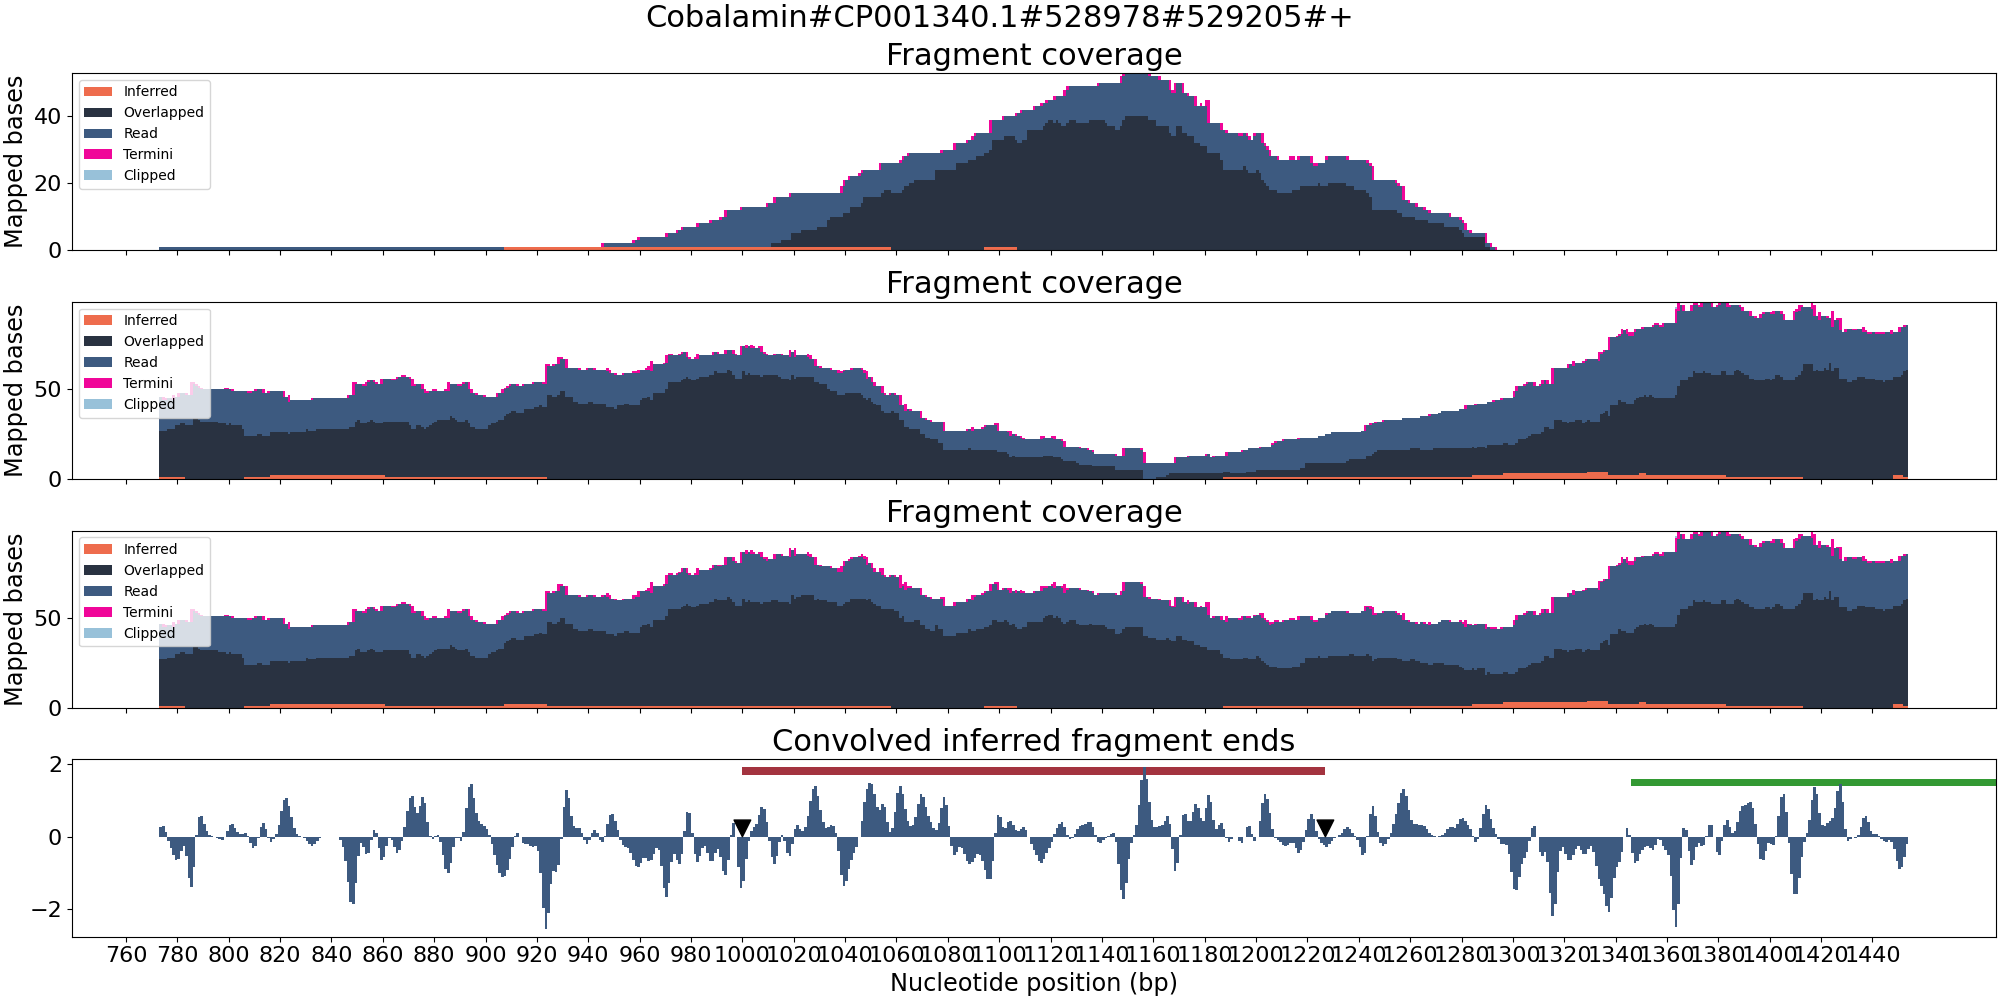 Cobalamin#CP001340.1#528978#529205#+
Fragment coverage
Mapped bases
40
20
0
Inferred
Overlapped
Read
Termini
Clipped
Fragment coverage
Mapped bases
50
0
Inferred
Overlapped
Read
Termini
Clipped
Fragment coverage
Mapped bases
50
0
Inferred
Overlapped
Read
Termini
Clipped
Convolved inferred fragment ends
2
0
−2
760 780 800 820 840 860 880 900 920 940 960 980 1000 1020 1040 1060 1080 1100 1120 1140 1160 1180 1200 1220 1240 1260 1280 1300 1320 1340 1360 1380 1400 1420 1440
Nucleotide position (bp)